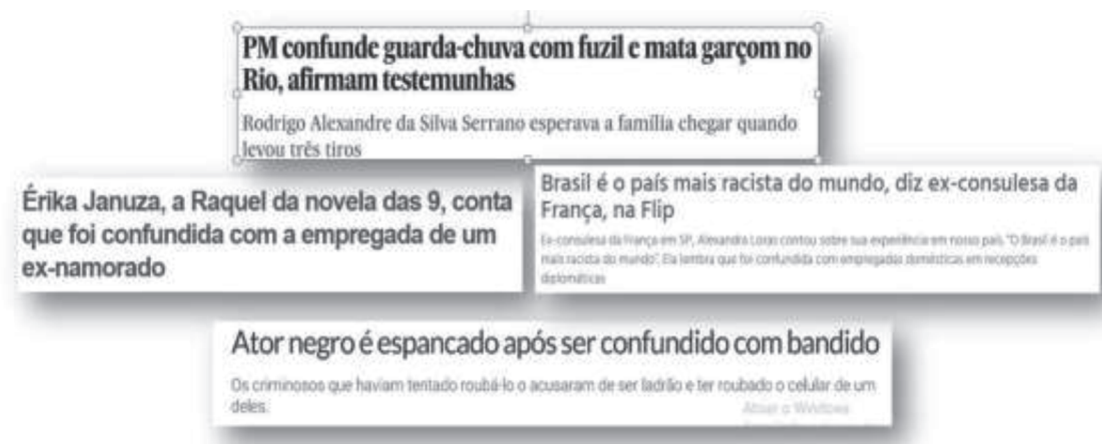 PM confunde guarda-chuva com fuzil e mata garçom no
Rio, afirmam testemunhas
Rodrigo Alexandre da Silva Serrano esperava a família chegar quando
levou três tiros
Érika Januza, a Raquel da novela das 9, conta
que foi confundida com a empregada de um
ex-namorado
Brasil é o país mais racista do mundo, diz ex-consulesa da
França, na Flip
Ex-consulesa da França em SP, Alexandra Loras contou sobre sua experiência em nosso país. "O Brasil é o país
mais racista do mundo". Ela lembra que foi confundida com empregadas domésticas em recepções
diplomáticas
Ator negro é espancado após ser confundido com bandido
Os criminosos que haviam tentado roubá-lo o acusaram de ser ladrão e ter roubado o celular de um
deles.
Ativar o Windows